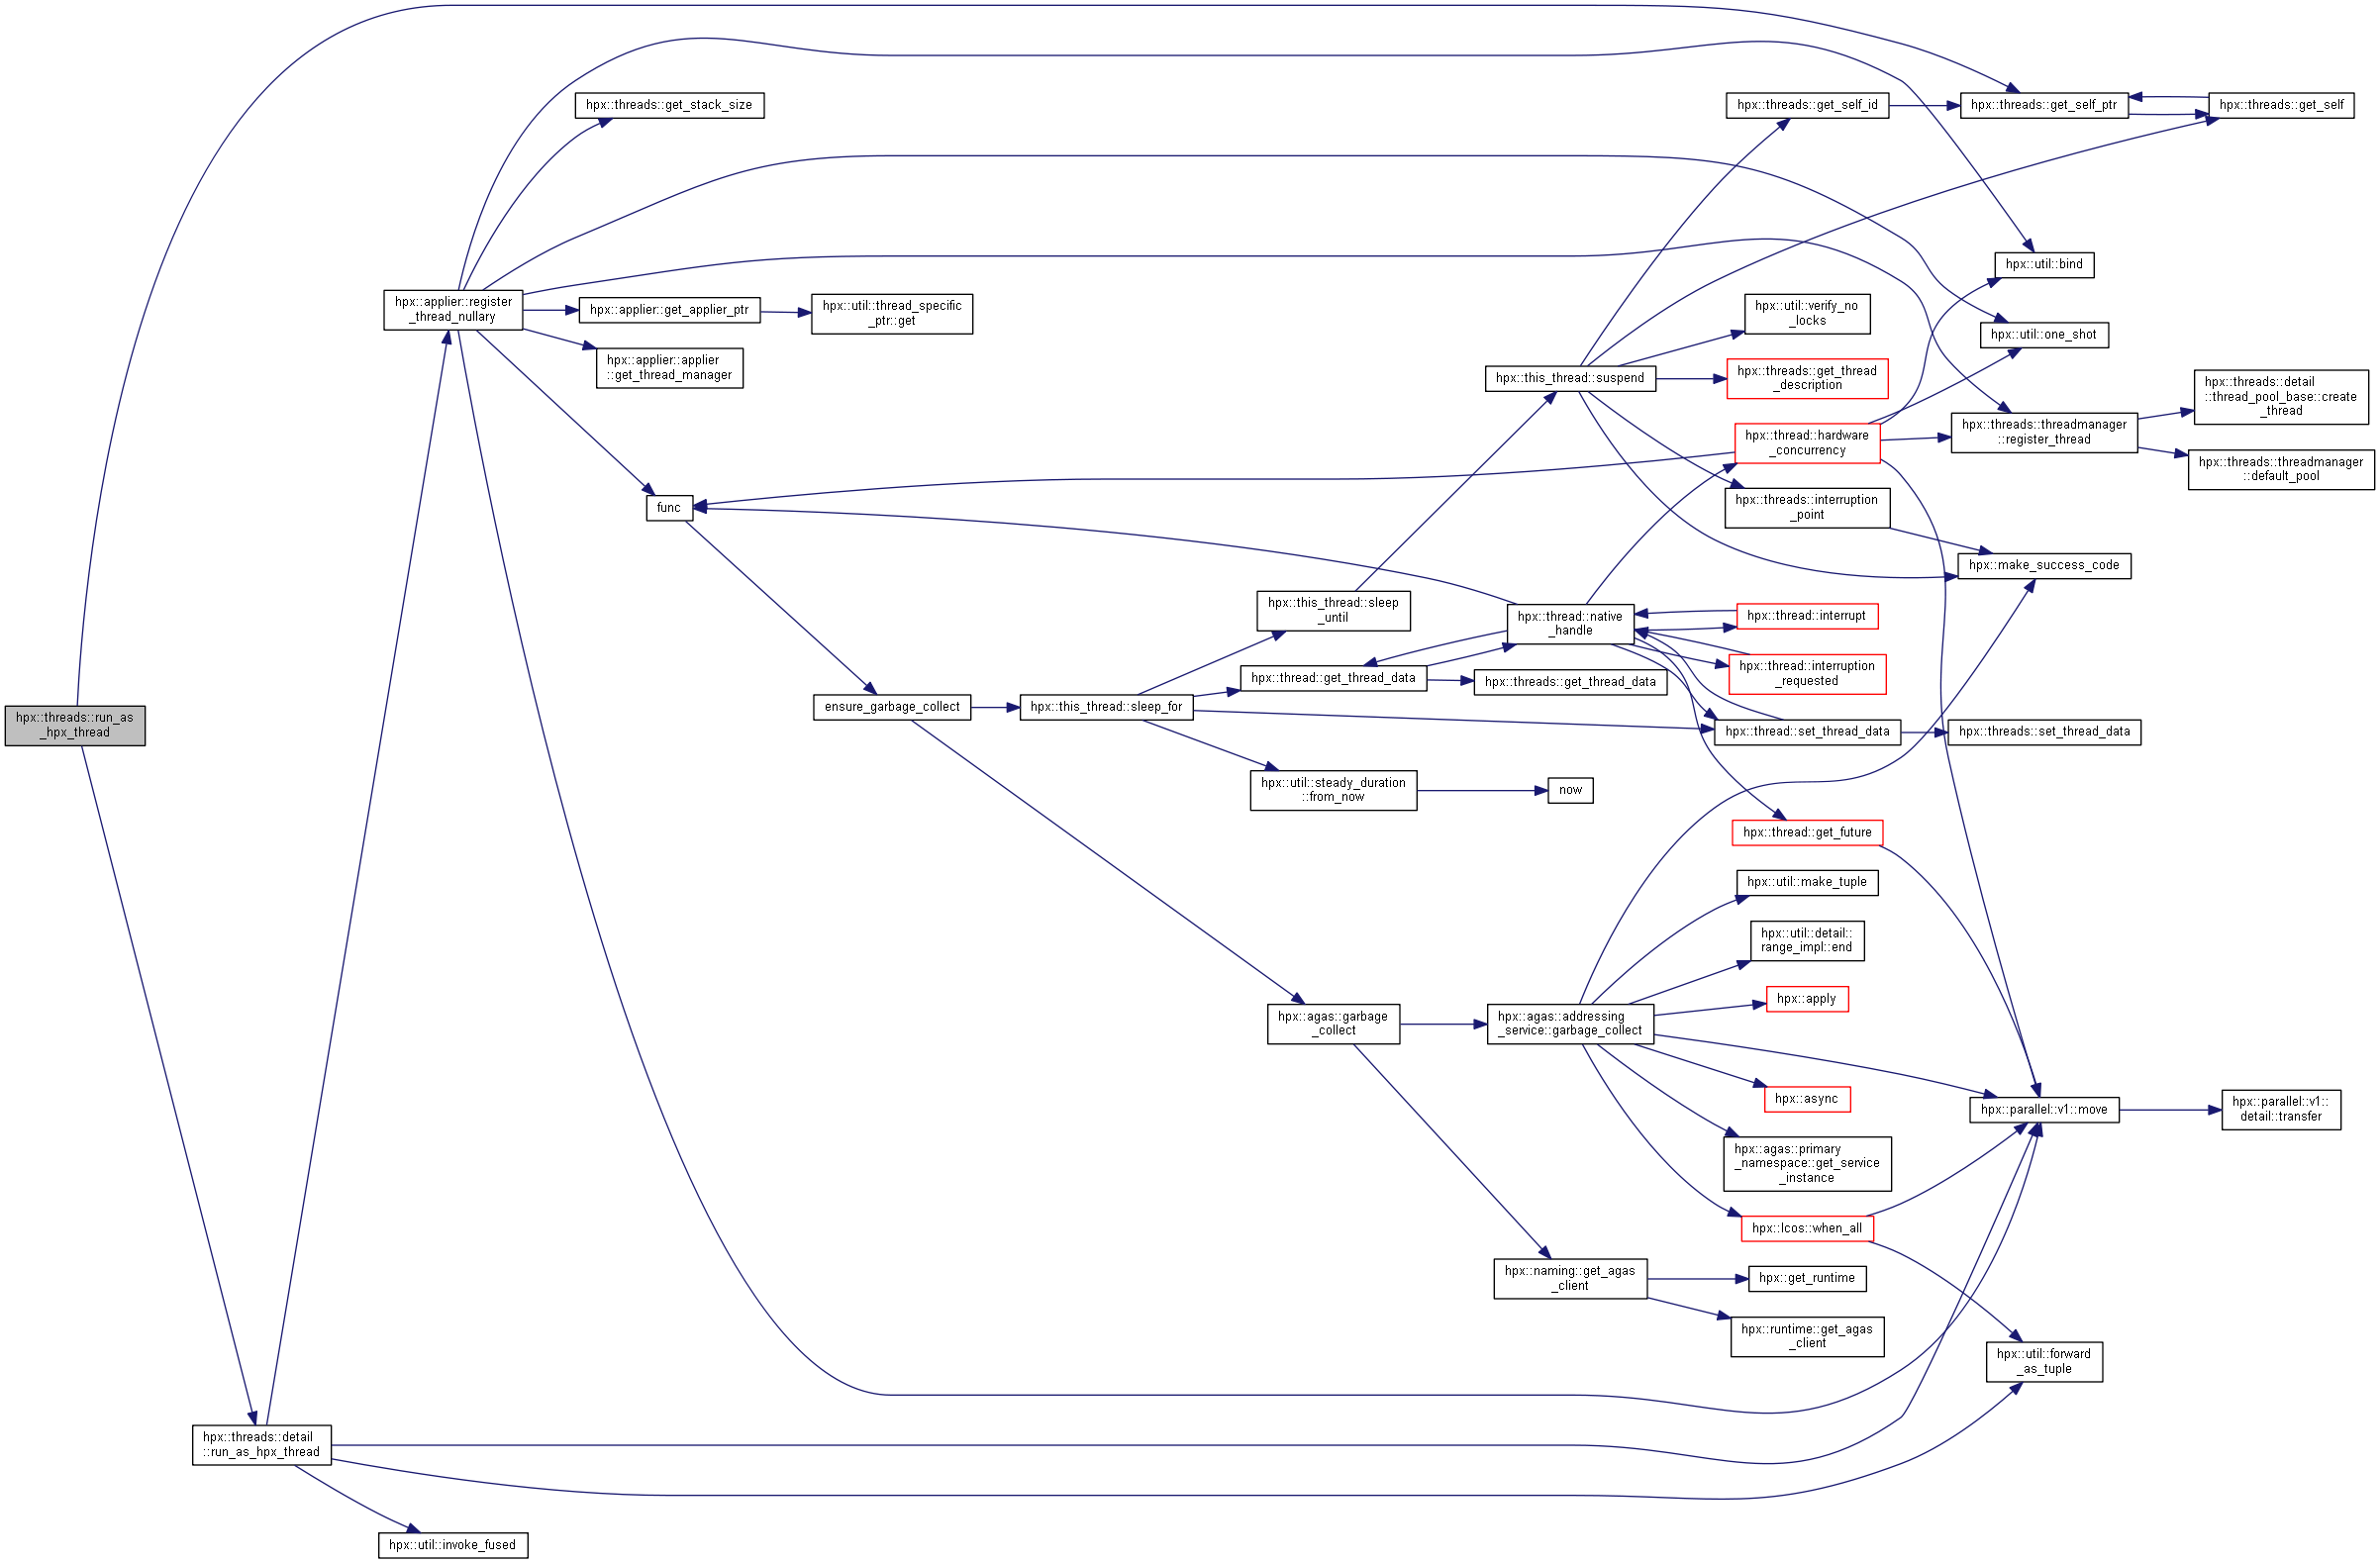 hpx::threads::run_as
_hpx_thread
hpx::threads::detail
::run_as_hpx_thread
hpx::applier::register
_thread_nullary
hpx::util::invoke_fused
hpx::threads::get_stack_size
hpx::applier::get_applier_ptr
hpx::applier::applier
::get_thread_manager
func
hpx::util::thread_specific
_ptr::get
ensure_garbage_collect
hpx::this_thread::sleep_for
hpx::this_thread::sleep
_until
hpx::thread::get_thread_data
hpx::util::steady_duration
::from_now
hpx::agas::garbage
_collect
hpx::this_thread::suspend
hpx::thread::native
_handle
hpx::threads::get_thread_data
now
hpx::agas::addressing
_service::garbage_collect
hpx::naming::get_agas
_client
hpx::threads::get_self_id
hpx::util::verify_no
_locks
hpx::threads::get_thread
_description
hpx::thread::hardware
_concurrency
hpx::threads::interruption
_point
hpx::thread::interrupt
hpx::thread::interruption
_requested
hpx::thread::set_thread_data
hpx::thread::get_future
hpx::util::make_tuple
hpx::util::detail::
range_impl::end
hpx::apply
hpx::async
hpx::agas::primary
_namespace::get_service
_instance
hpx::lcos::when_all
hpx::get_runtime
hpx::runtime::get_agas
_client
hpx::threads::get_self_ptr
hpx::util::bind
hpx::util::one_shot
hpx::threads::threadmanager
::register_thread
hpx::make_success_code
hpx::threads::set_thread_data
hpx::parallel::v1::move
hpx::util::forward
_as_tuple
hpx::threads::get_self
hpx::threads::detail
::thread_pool_base::create
_thread
hpx::threads::threadmanager
::default_pool
hpx::parallel::v1::
detail::transfer